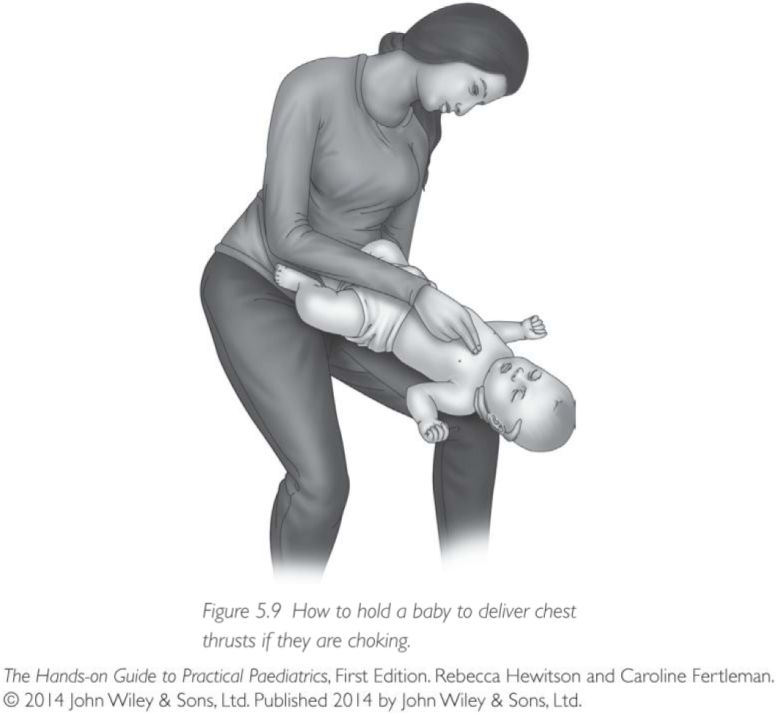 Figure 5.9 How to hold a baby to deliver chest
thrusts if they are choking.
The Hands-on Guide to Practical Paediatrics, First Edition. Rebecca Hewitson and Caroline Fertleman.
© 2014 John Wiley & Sons, Ltd. Published 2014 by John Wiley & Sons, Ltd.